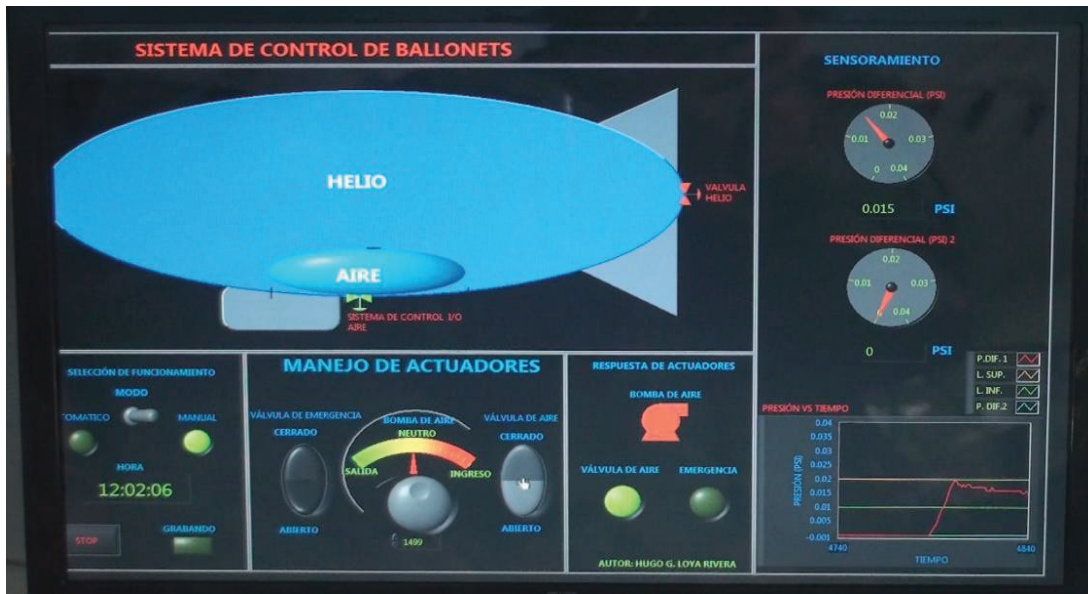 SISTEMA DE CONTROL DE BALLONETS
HELIO
VALVULA
HELIO
AIRE
SISTEMA DE CONTROL I/O
AIRE
SENSORAMIENTO
PRESIÓN DIFERENCIAL (PSI)
0.02
0.01
0.03
0
0.04
0.015
PSI
PRESIÓN DIFERENCIAL (PSI) 2
0.02
0.01
0.03
0.04
0
PSI
P.DIF. 1
L. SUP.
L. INF.
P. DIF.2
PRESIÓN VS TIEMPO
PRESIÓN (PSI)
0.04
0.035
0.03
0.025
0.02
0.015
0.01
0.005
-0.001
4740
4840
TIEMPO
SELECCIÓN DE FUNCIONAMIENTO
MODO
TOMATICO
MANUAL
HORA
12:02:06
STOP
GRABANDO
MANEJO DE ACTUADORES
VÁLVULA DE EMERGENCIA
CERRADO
ABIERTO
BOMBA DE AIRE
NEUTRO
SALIDA
INGRESO
1499
VÁLVULA DE AIRE
CERRADO
ABIERTO
RESPUESTA DE ACTUADORES
BOMBA DE AIRE
VÁLVULA DE AIRE
EMERGENCIA
AUTOR: HUGO G. LOYA RIVERA